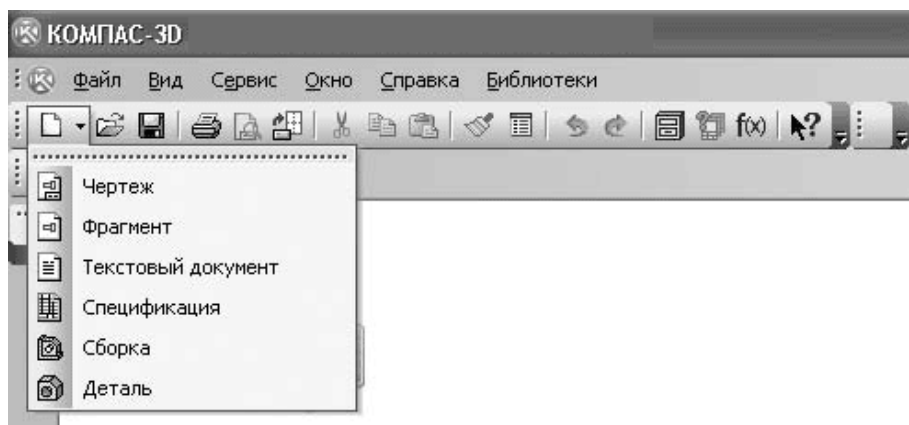 КОМПАС-3D
Файл Вид Сервис Окно Справка Библиотеки
f(x)
Чертеж
Фрагмент
Текстовый документ
Спецификация
Сборка
Деталь